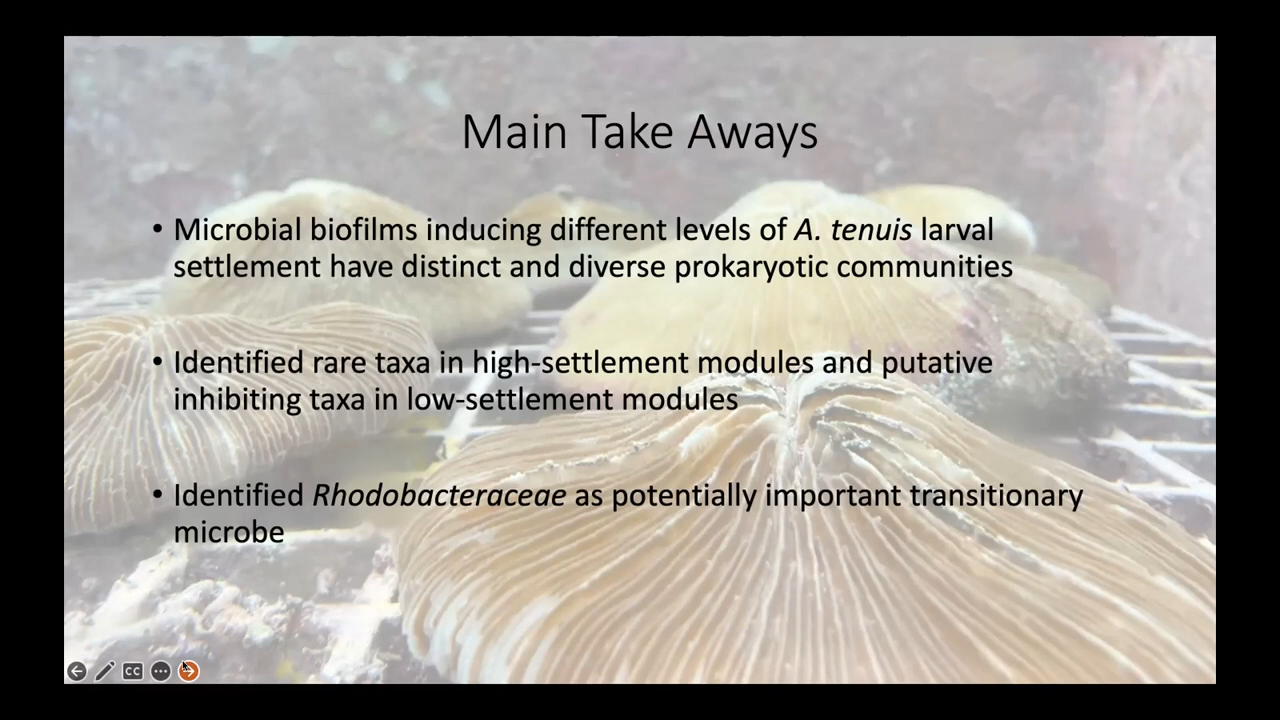 Main Take Aways
• Microbial biofilms inducing different levels of A. tenuis larval
settlement have distinct and diverse prokaryotic communities
• Identified rare taxa in high-settlement modules and putative
inhibiting taxa in low-settlement modules
• Identified Rhodobacteraceae as potentially important transitionary
microbe
CC